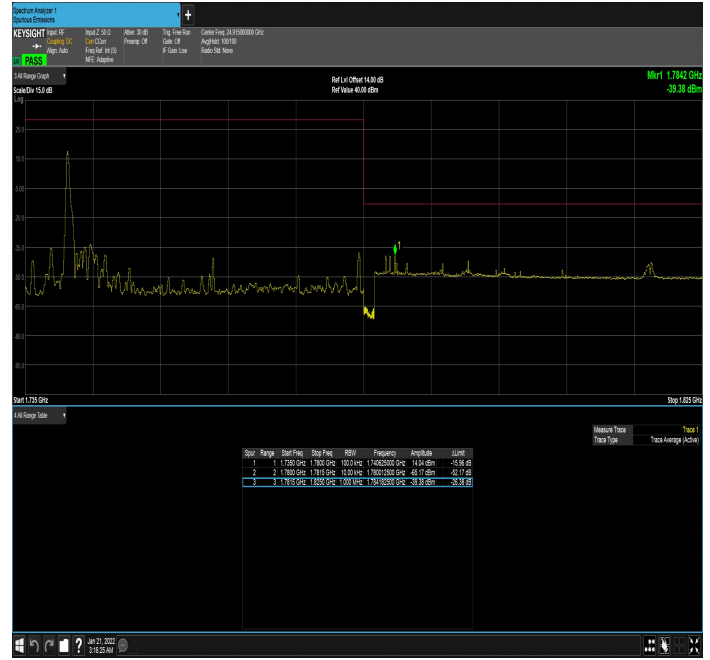 Spectrum Analyzer 1
Spurious Emissions
KEYSIGHT Input: RF Input Z: 50 Ω Atten: 30 dB Trig: Free Run Center Freq: 24.915000000 GHz
Coupling: DC Corr CCorr Preamp: Off Gate: Off Avg|Hold: 100/100
Align: Auto Freq Ref: Int (S) IF Gain: Low Radio Std: None
PASS NFE: Adaptive
3 All Range Graph
Ref Lvl Offset 14.00 dB
Mkr1 1.7842 GHz
Scale/Div 15.0 dB
Ref Value 40.00 dBm
-39.38 dBm
Log
25.0
10.0
-5.00
-20.0
-35.0
-50.0
-65.0
-80.0
-95.0
1
Start 1.735 GHz
Stop 1.825 GHz
4 All Range Table
Measure Trace Trace 1
Trace Type Trace Average (Active)
Spur Range Start Freq Stop Freq RBW Frequency Amplitude ΔLimit
1 1 1.7350 GHz 1.7800 GHz 100.0 kHz 1.740625000 GHz 14.04 dBm -15.96 dB
2 2 1.7800 GHz 1.7815 GHz 10.00 kHz 1.780012500 GHz -65.17 dBm -52.17 dB
3 3 1.7815 GHz 1.8250 GHz 1.000 MHz 1.784182500 GHz -39.38 dBm -26.38 dB
?
Jan 21, 2022
3:16:25 AM